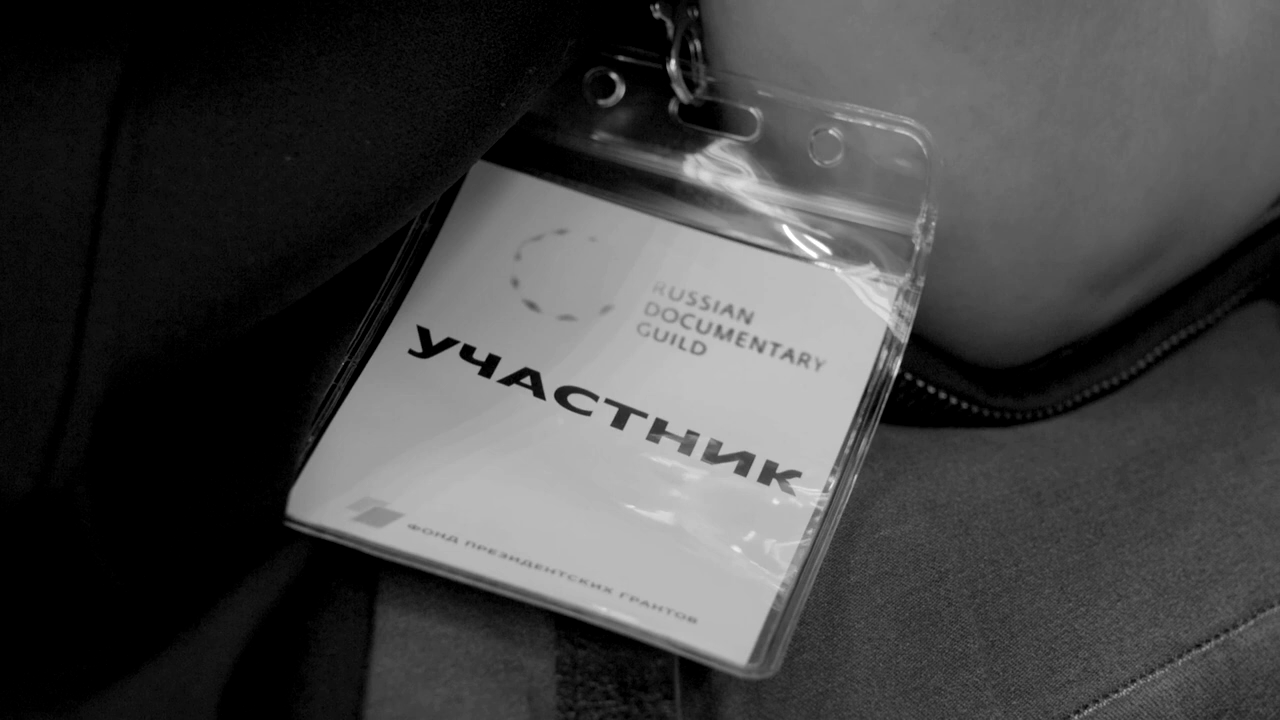 RUSSIAN
DOCUMENTARY
GUILD
УЧАСТНИК
ФОНД ПРЕЗИДЕНТСКИХ ГРАНТОВ